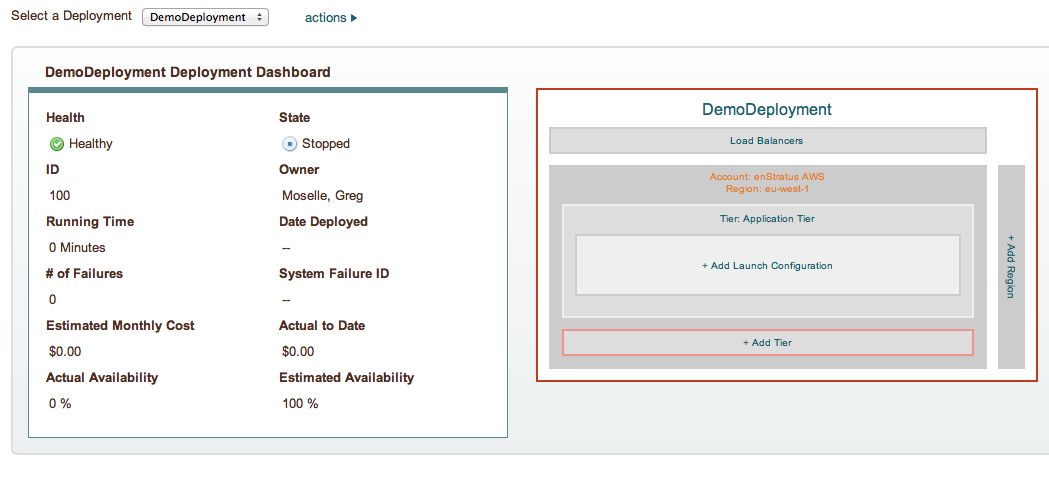 Select a Deployment DemoDeployment actions
DemoDeployment Deployment Dashboard
Health State
Healthy Stopped
ID Owner
100 Moselle, Greg
Running Time Date Deployed
0 Minutes --
# of Failures System Failure ID
0 --
Estimated Monthly Cost Actual to Date
$0.00 $0.00
Actual Availability Estimated Availability
0 % 100 %
DemoDeployment
Load Balancers
Account: enStratus AWS
Region: eu-west-1
Tier: Application Tier
+ Add Launch Configuration
+ Add Tier
+ Add Region